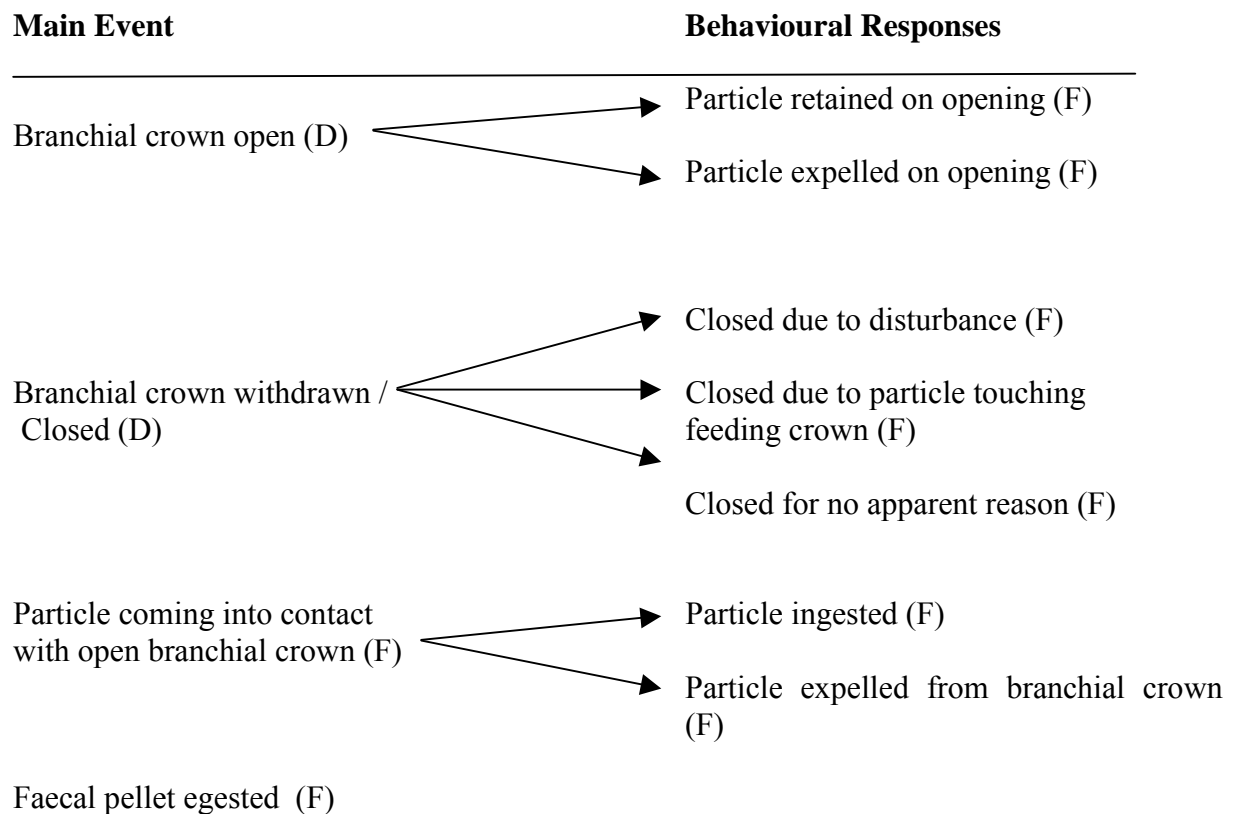 Main Event Behavioural Responses
Branchial crown open (D)
Particle retained on opening (F)
Particle expelled on opening (F)
Branchial crown withdrawn /
Closed (D)
Closed due to disturbance (F)
Closed due to particle touching
feeding crown (F)
Closed for no apparent reason (F)
Particle coming into contact
with open branchial crown (F)
Particle ingested (F)
Particle expelled from branchial crown
(F)
Faecal pellet egested (F)